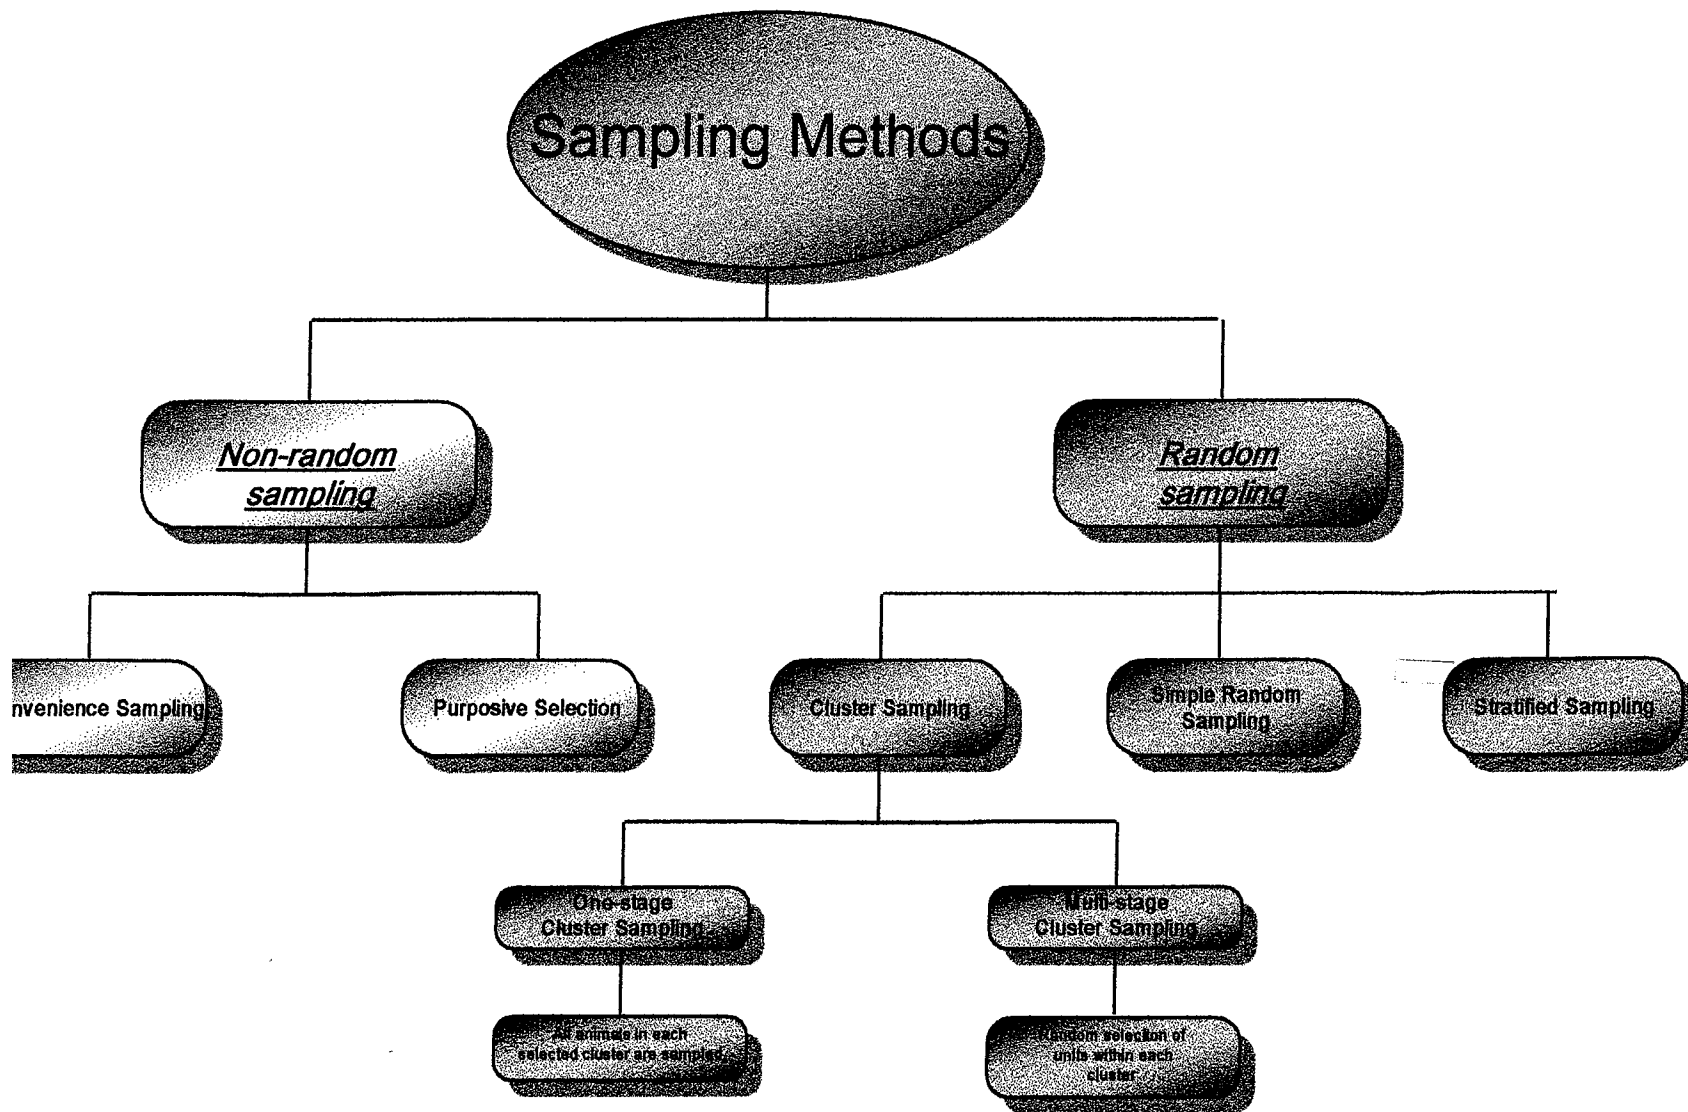 Sampling Methods
Non-random
sampling
Random
sampling
nvenience Sampling
Purposive Selection
Cluster Sampling
Simple Random
Sampling
Stratified Sampling
One-stage
Cluster Sampling
Multi-stage
Cluster Sampling
All animals in each
selected cluster are sampled
Random selection of
units within each
cluster